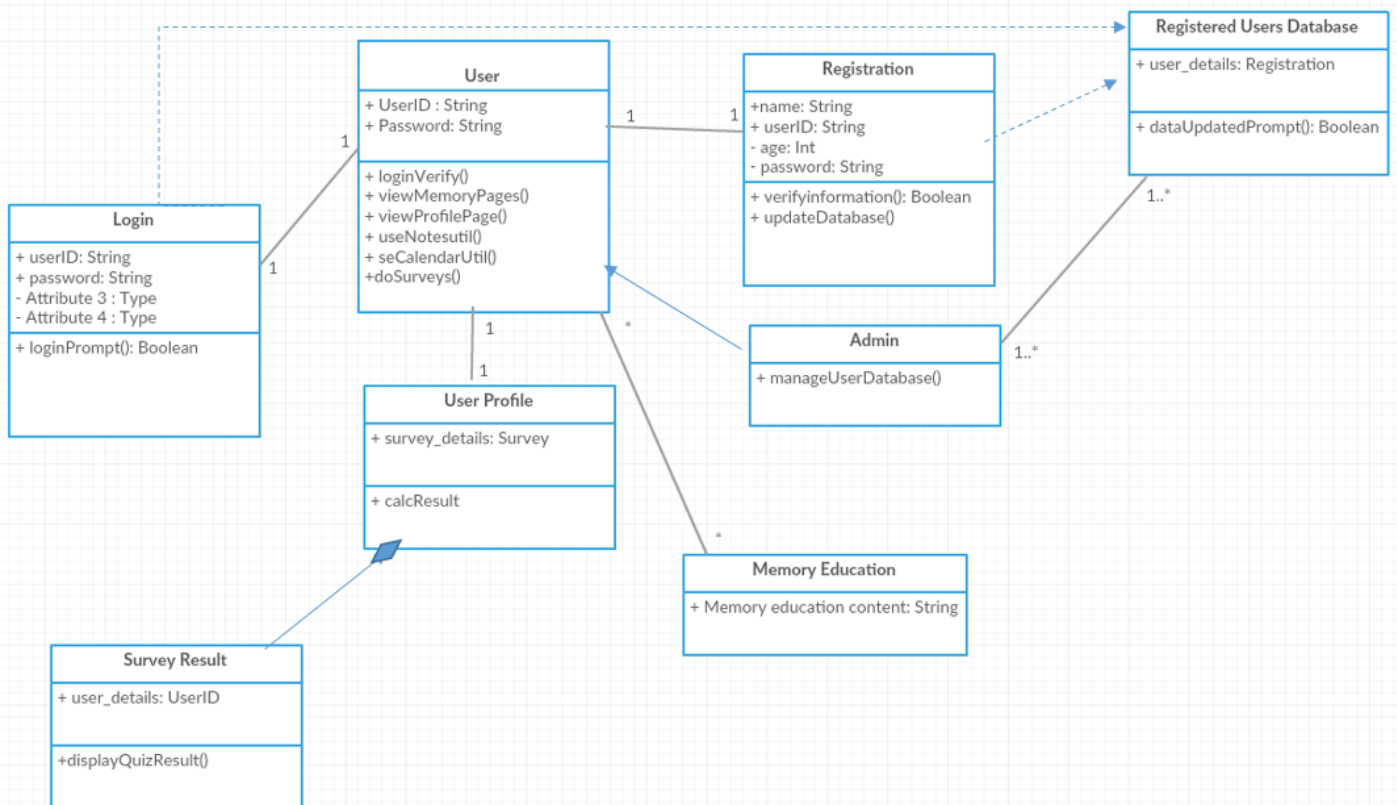 Registered Users Database
+ user_details: Registration
+ dataUpdatedPrompt(): Boolean
User
+ UserID : String
+ Password: String
+ loginVerify()
+ viewMemoryPages()
+ viewProfilePage()
+ useNotesutil()
+ seCalendarUtil()
+doSurveys()
1
1
Registration
+name: String
+ userID: String
- age: Int
- password: String
+ verifyinformation(): Boolean
+ updateDatabase()
1
1
Login
+ userID: String
+ password: String
- Attribute 3 : Type
- Attribute 4 : Type
+ loginPrompt(): Boolean
1..*
1..*
Admin
+ manageUserDatabase()
1
1
User Profile
+ survey_details: Survey
+ calcResult
*
*
Memory Education
+ Memory education content: String
Survey Result
+ user_details: UserID
+displayQuizResult()